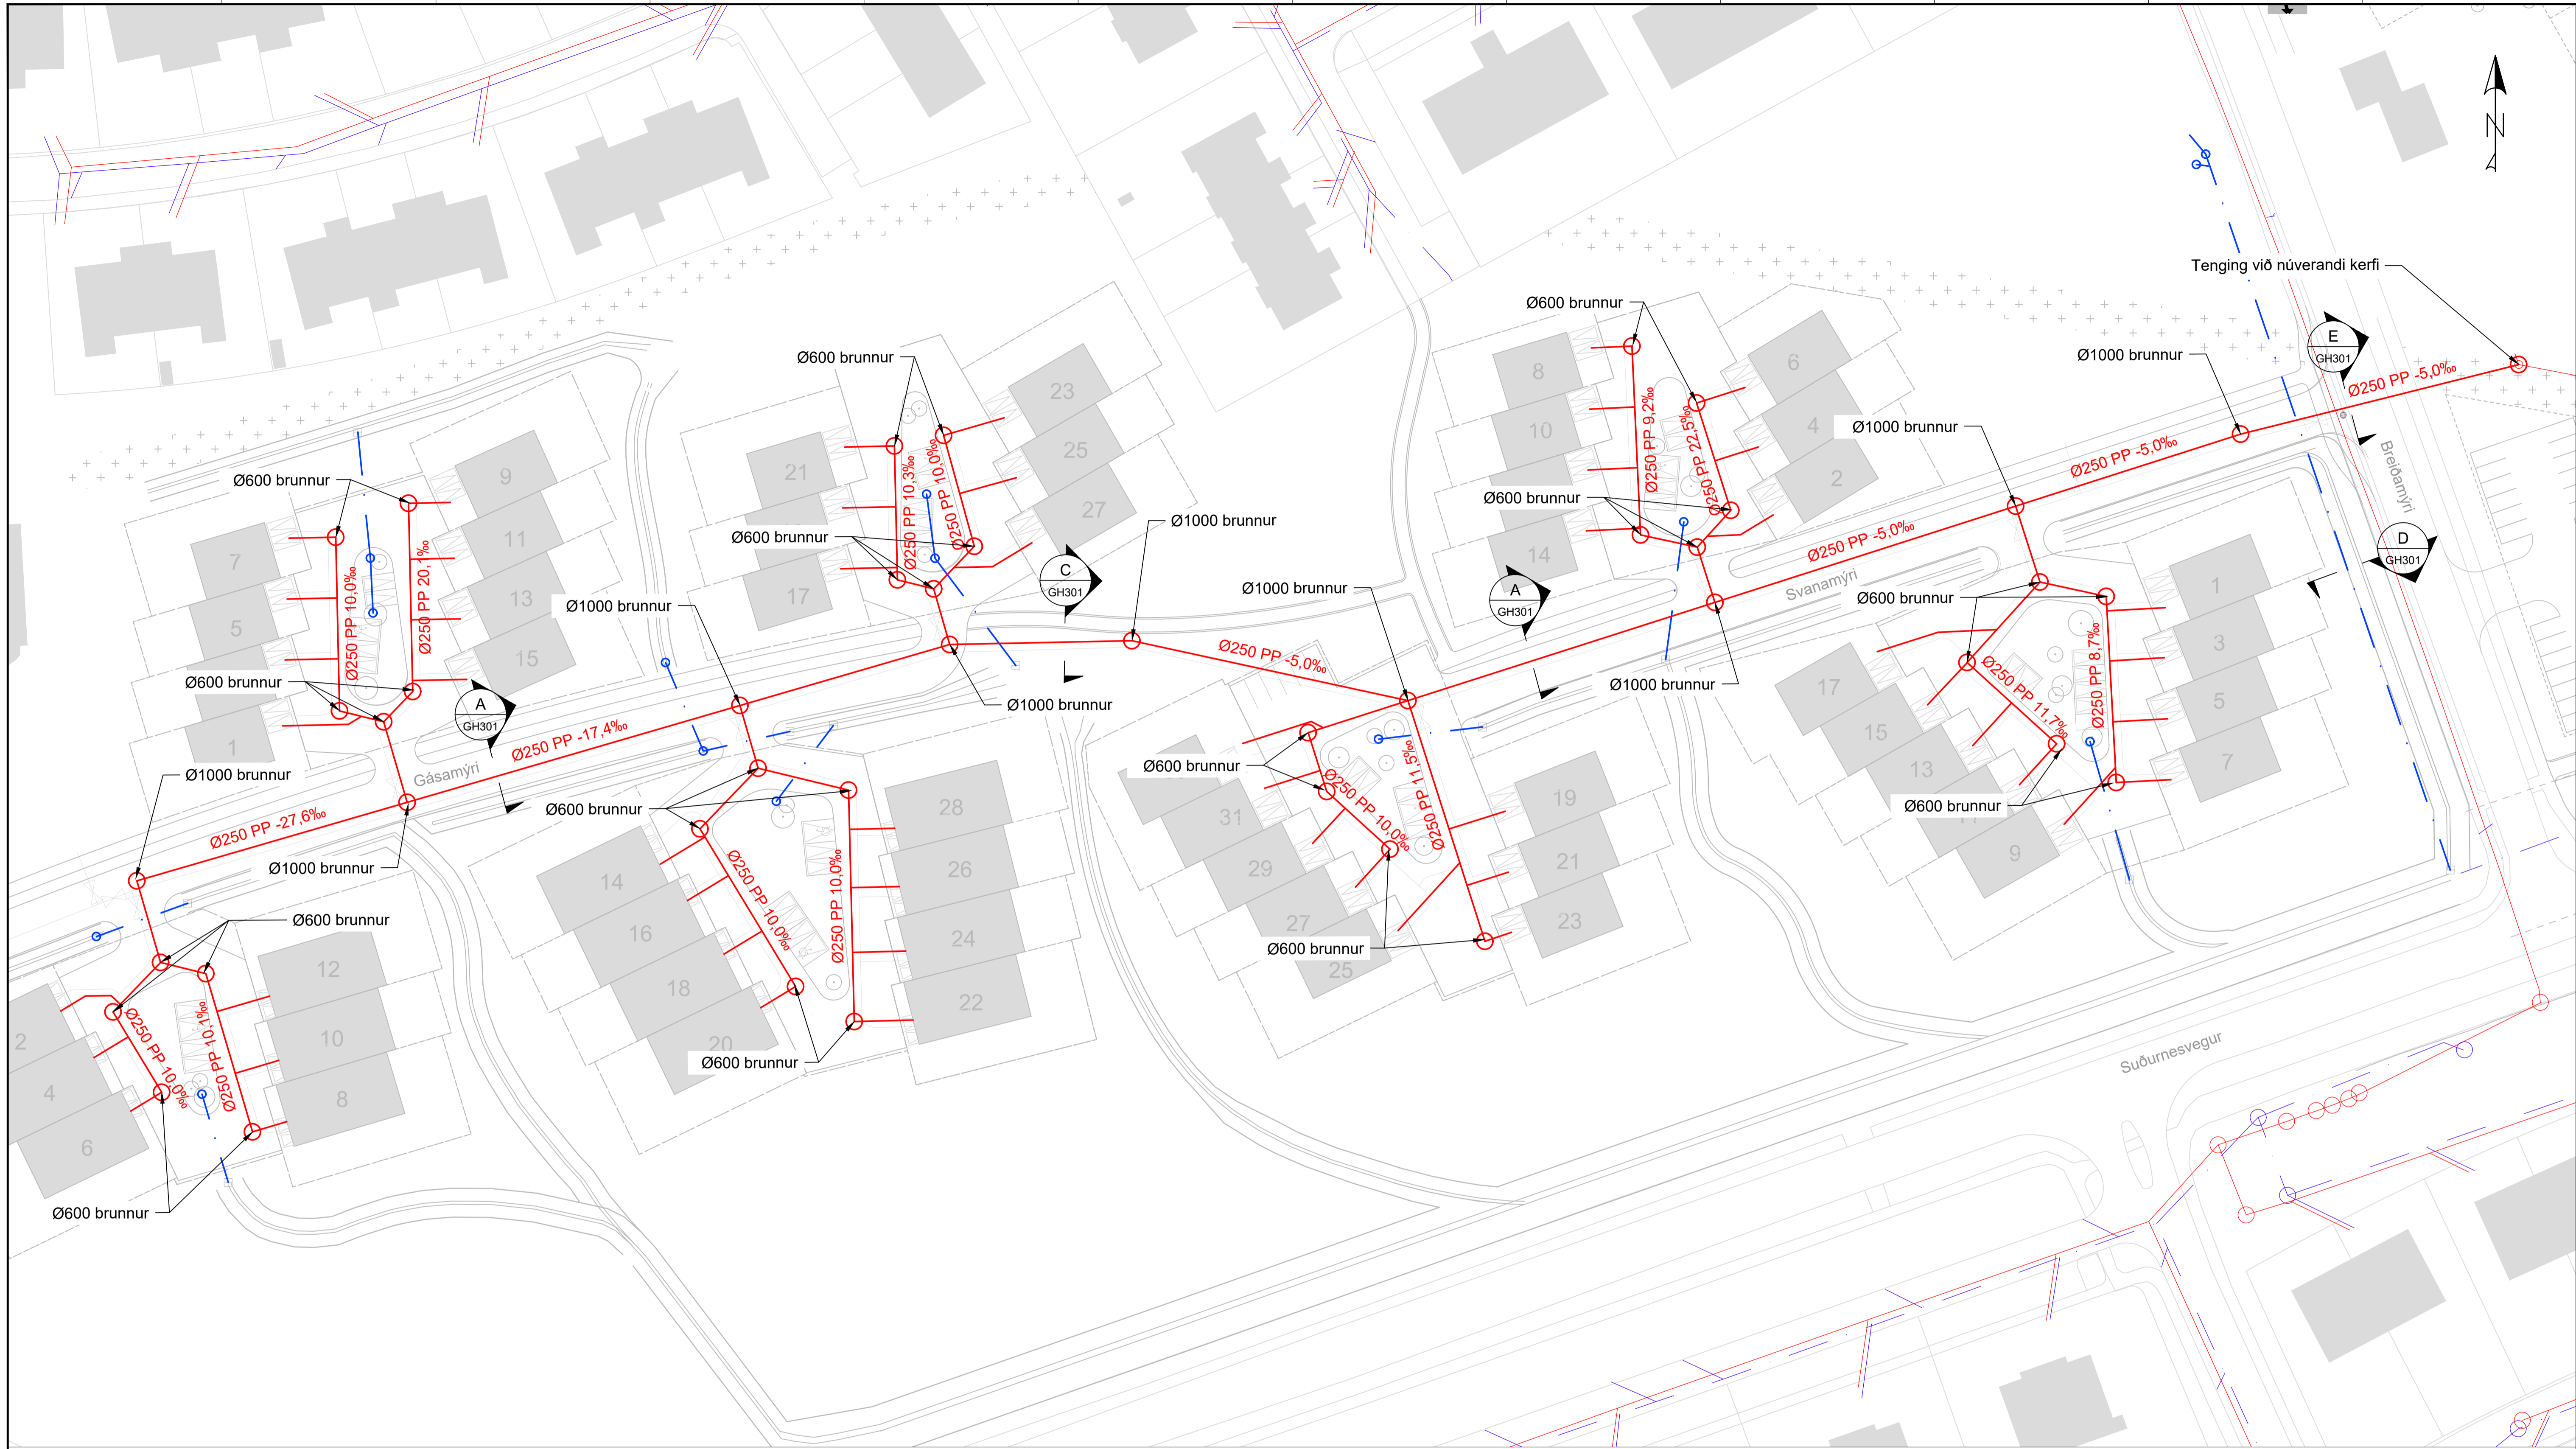 N
Tenging við núverandi kerfi
E
GH301
Ø1000 brunnur
Ø250 PP -5,0‰
Breiðamýri
D
GH301
Ø600 brunnur
8
10
14
6
4
2
Ø250 PP 9,2‰
Ø250 PP 22,5‰
Ø600 brunnur
Ø1000 brunnur
Ø250 PP -5,0‰
Ø250 PP -5,0‰
Svanamýri
A
GH301
Ø1000 brunnur
Ø600 brunnur
21
17
23
25
27
Ø250 PP 10,3‰
Ø250 PP 10,0‰
Ø600 brunnur
C
GH301
Ø1000 brunnur
Ø1000 brunnur
Ø250 PP -5,0‰
Ø1000 brunnur
Ø600 brunnur
7
5
1
9
11
13
15
Ø250 PP 10,0‰
Ø250 PP 20,1‰
Ø600 brunnur
A
GH301
Ø1000 brunnur
Ø250 PP -17,4‰
Gásamýri
Ø1000 brunnur
Ø250 PP -27,6‰
Ø1000 brunnur
Ø600 brunnur
2
4
6
12
10
8
Ø250 PP 10,0‰
Ø250 PP 10,1‰
Ø600 brunnur
Ø600 brunnur
14
16
18
20
28
26
24
22
Ø250 PP 10,0‰
Ø250 PP 10,0‰
Ø600 brunnur
Ø600 brunnur
31
29
27
25
19
21
23
Ø250 PP 10,0‰
Ø250 PP 11,5‰
Ø600 brunnur
Ø600 brunnur
17
15
13
11
9
1
3
5
7
Ø250 PP 11,7‰
Ø250 PP 8,7‰
Ø600 brunnur
Suðurnesvegur